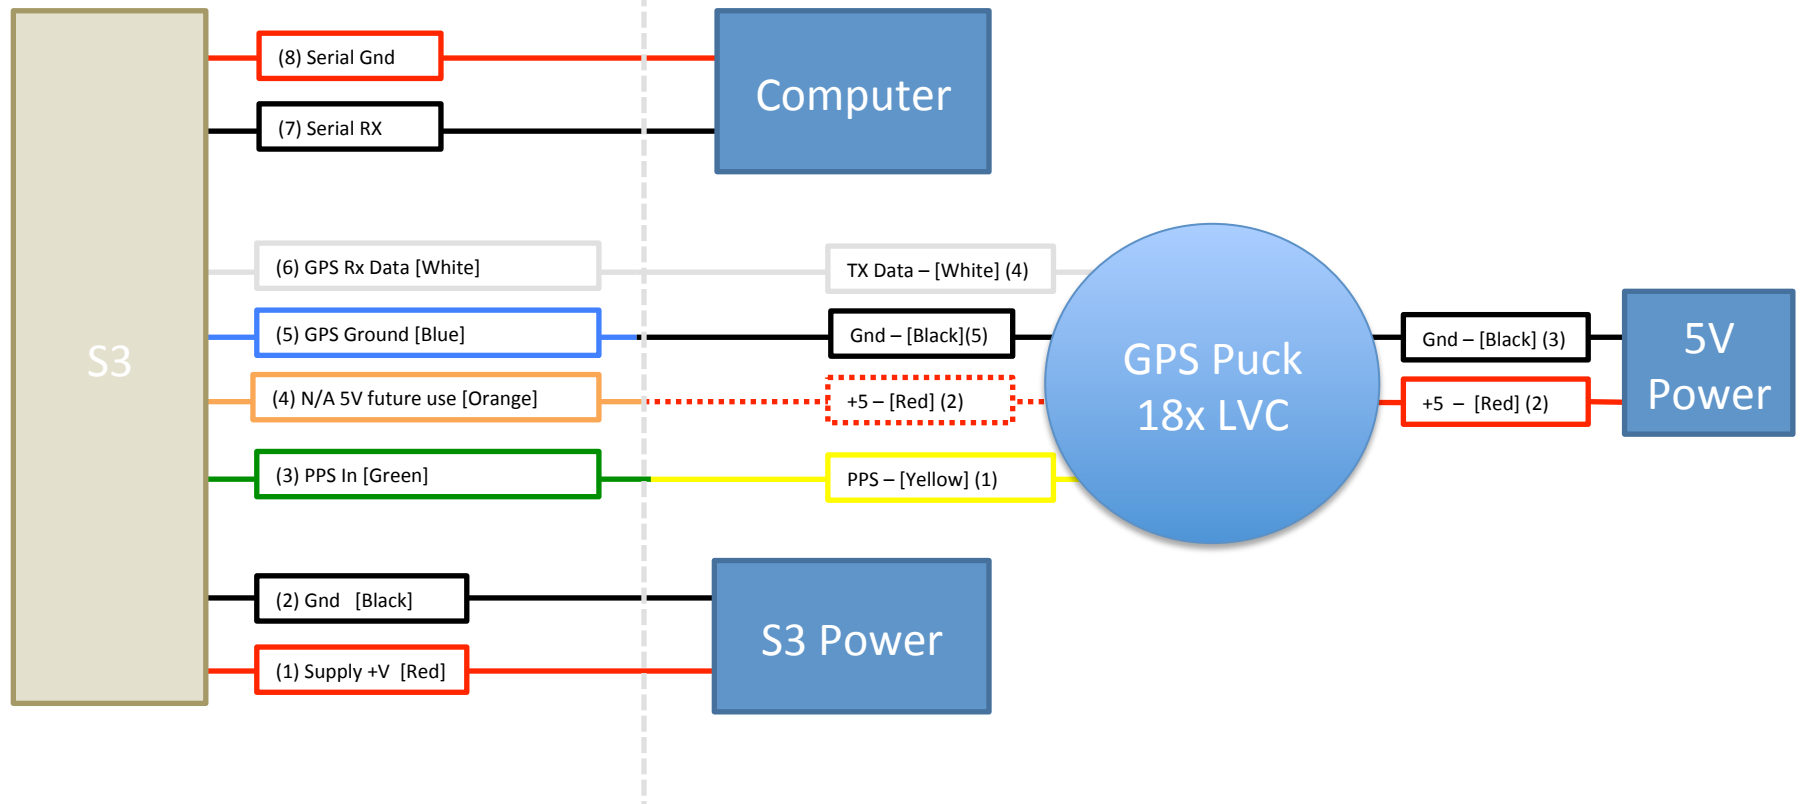 (8) Serial Gnd
Computer
(7) Serial RX
(6) GPS Rx Data [White]
TX Data – [White] (4)
S3
(5) GPS Ground [Blue]
Gnd – [Black](5)
GPS Puck
18x LVC
Gnd – [Black] (3)
5V
Power
(4) N/A 5V future use [Orange]
+5 – [Red] (2)
+5 – [Red] (2)
(3) PPS In [Green]
PPS – [Yellow] (1)
(2) Gnd [Black]
S3 Power
(1) Supply +V [Red]